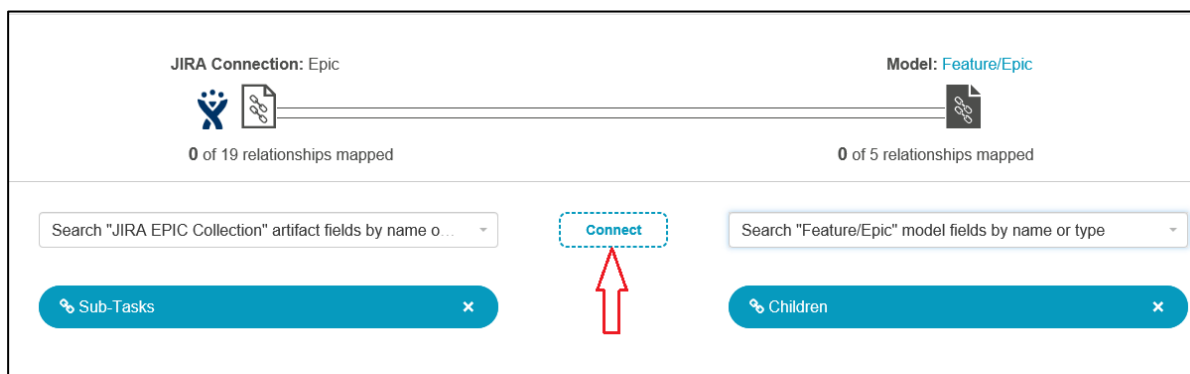 JIRA Connection: Epic
Model: Feature/Epic
0 of 19 relationships mapped
0 of 5 relationships mapped
Search "JIRA EPIC Collection" artifact fields by name o...
Connect
Search "Feature/Epic" model fields by name or type
Sub-Tasks
Children